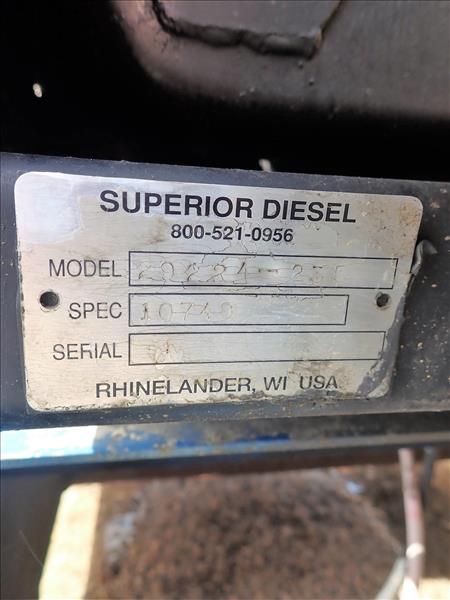 SUPERIOR DIESEL
800-521-0956
MODEL
SPEC
SERIAL
RHINELANDER, WI USA